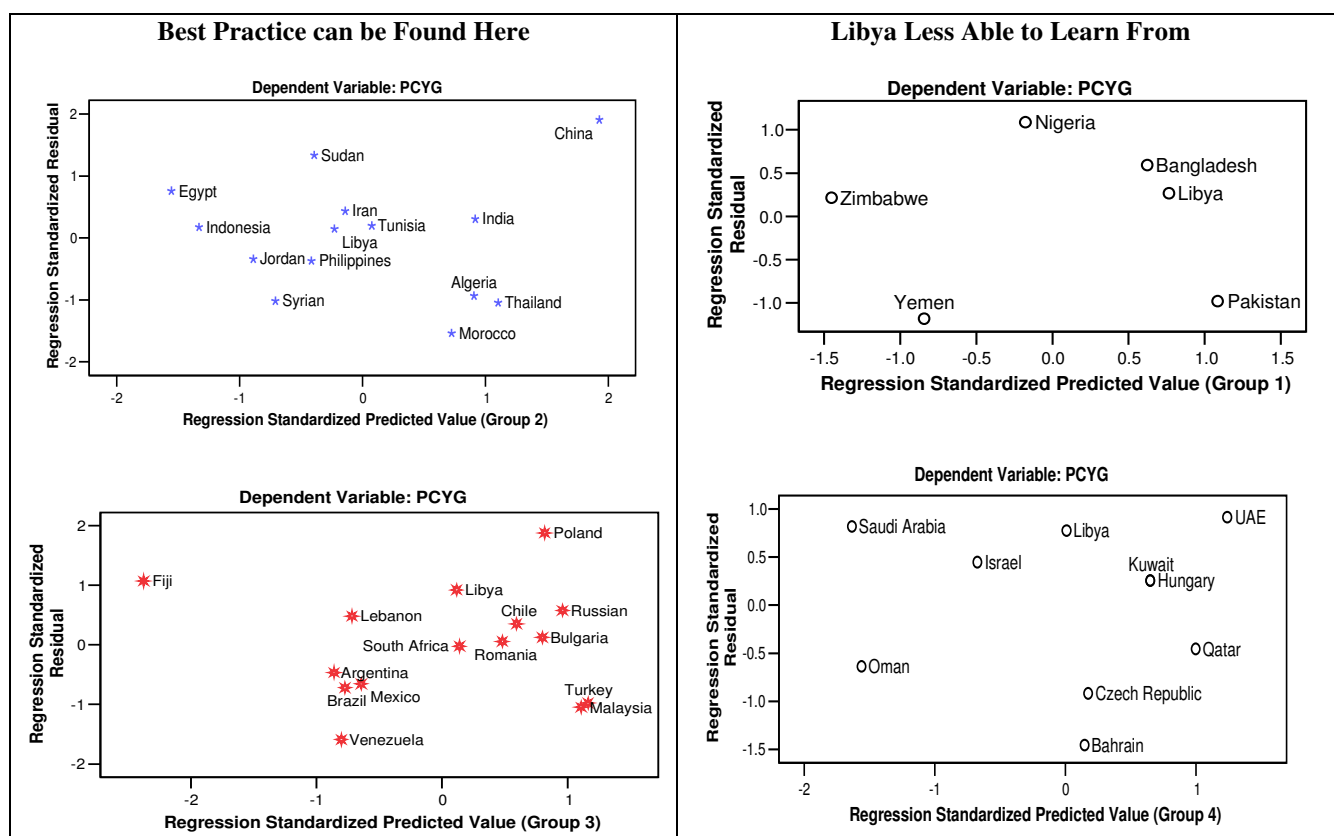 Best Practice can be Found Here
Dependent Variable: PCYG
Regression Standardized Residual
2
1
0
-1
-2
China
Sudan
Egypt
Iran
Tunisia
India
Indonesia
Libya
Jordan
Philippines
Algeria
Syrian
Thailand
Morocco
-2
-1
0
1
2
Regression Standardized Predicted Value (Group 2)
Dependent Variable: PCYG
Regression Standardized
Residual
2
1
0
-1
-2
Poland
Fiji
Libya
Lebanon
Chile
Russian
South Africa
Bulgaria
Romania
Argentina
Brazil
Mexico
Turkey
Malaysia
Venezuela
-2
-1
0
1
Regression Standardized Predicted Value (Group 3)
Libya Less Able to Learn From
Dependent Variable: PCYG
Regression Standardized
Residual
1.0
0.5
0.0
-0.5
-1.0
Nigeria
Bangladesh
Zimbabwe
Libya
Yemen
Pakistan
-1.5
-1.0
-0.5
0.0
0.5
1.0
1.5
Regression Standardized Predicted Value (Group 1)
Dependent Variable: PCYG
Regression Standardized
Residual
1.0
0.5
0.0
-0.5
-1.0
-1.5
Saudi Arabia
Libya
UAE
Israel
Kuwait
Hungary
Qatar
Oman
Czech Republic
Bahrain
-2
-1
0
1
Regression Standardized Predicted Value (Group 4)